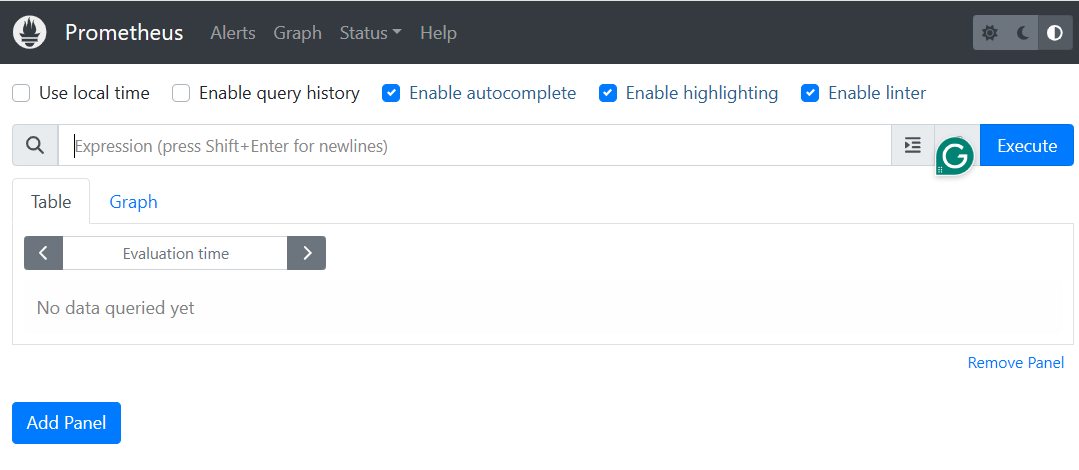 Prometheus Alerts Graph Status Help
Use local time Enable query history Enable autocomplete Enable highlighting Enable linter
Expression (press Shift+Enter for newlines) G Execute
Table Graph
Evaluation time
No data queried yet
Remove Panel
Add Panel